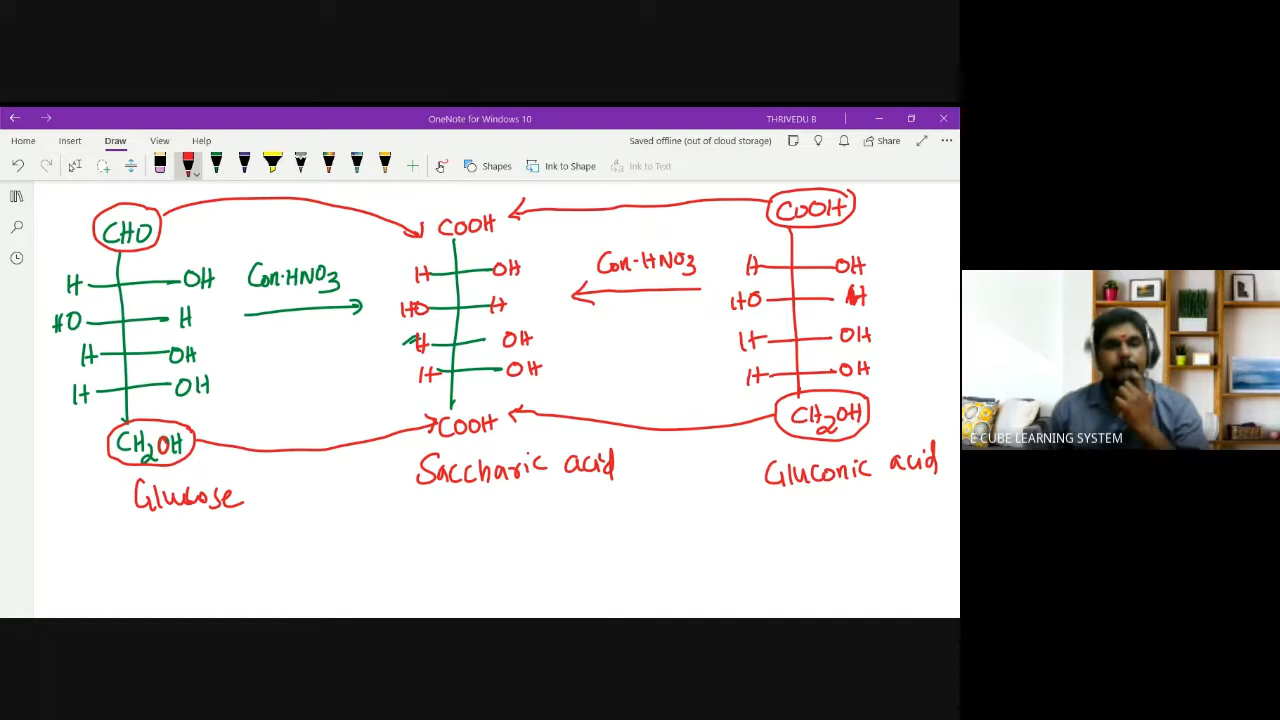 OneNote for Windows 10
THRIVEDU B
Home Insert Draw View Help
Saved offline (out of cloud storage)
Share
Shapes
Ink to Shape
Ink to Text
CHO
H OH
HO H
H OH
H OH
CH2OH
Glucose
Con·HNO3
COOH
H OH
HO H
H OH
H OH
COOH
Saccharic acid
Con·HNO3
COOH
H OH
HO H
H OH
H OH
CH2OH
Gluconic acid
E CUBE LEARNING SYSTEM